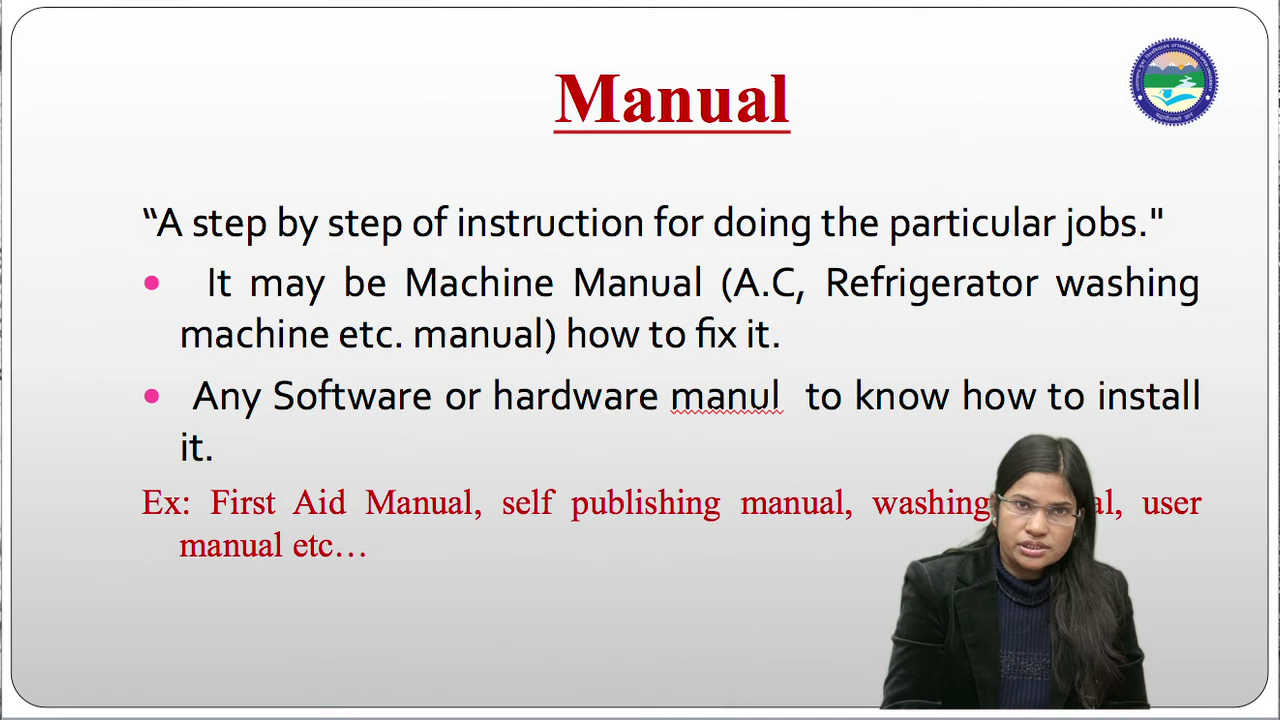 Manual
“A step by step of instruction for doing the particular jobs."
It may be Machine Manual (A.C, Refrigerator washing
machine etc. manual) how to fix it.
Any Software or hardware manul to know how to install
it.
Ex: First Aid Manual, self publishing manual, washing user
manual etc…